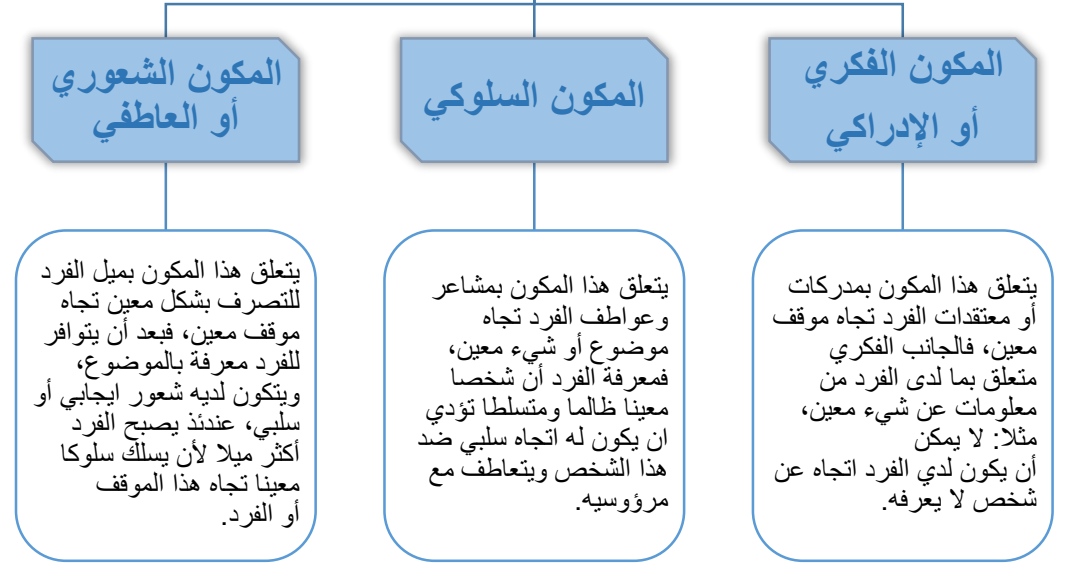 المكون الفكري
أو الإدراكي
المكون السلوكي
المكون الشعوري
أو العاطفي
يتعلق هذا المكون بمدركات
أو معتقدات الفرد تجاه موقف
معين، فالجانب الفكري
متعلق بما لدى الفرد من
معلومات عن شيء معين،
مثلا: لا يمكن
أن يكون لدي الفرد اتجاه عن
شخص لا يعرفه.
يتعلق هذا المكون بمشاعر
وعواطف الفرد تجاه
موضوع أو شيء معين،
فمعرفة الفرد أن شخصا
معينا ظالما ومتسلطا تؤدي
ان يكون له اتجاه سلبي ضد
هذا الشخص ويتعاطف مع
مرؤوسيه.
يتعلق هذا المكون بميل الفرد
للتصرف بشكل معين تجاه
موقف معين، فبعد أن يتوافر
للفرد معرفة بالموضوع،
ويتكون لديه شعور ايجابي أو
سلبي، عندئذ يصبح الفرد
أكثر ميلا لأن يسلك سلوكا
معينا تجاه هذا الموقف
أو الفرد.